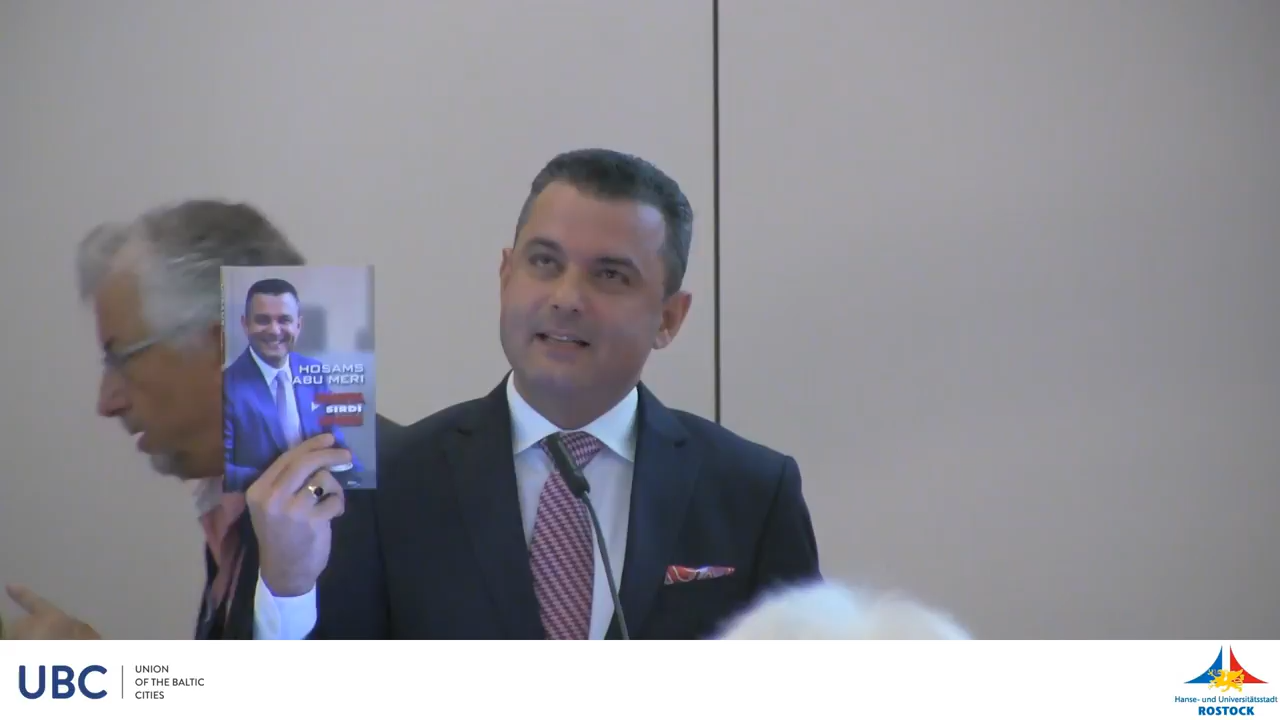 HOSAMS
ABU MERI
SIRDĪ
UBC
UNION
OF THE BALTIC
CITIES
Hanse- und Universitätsstadt
ROSTOCK